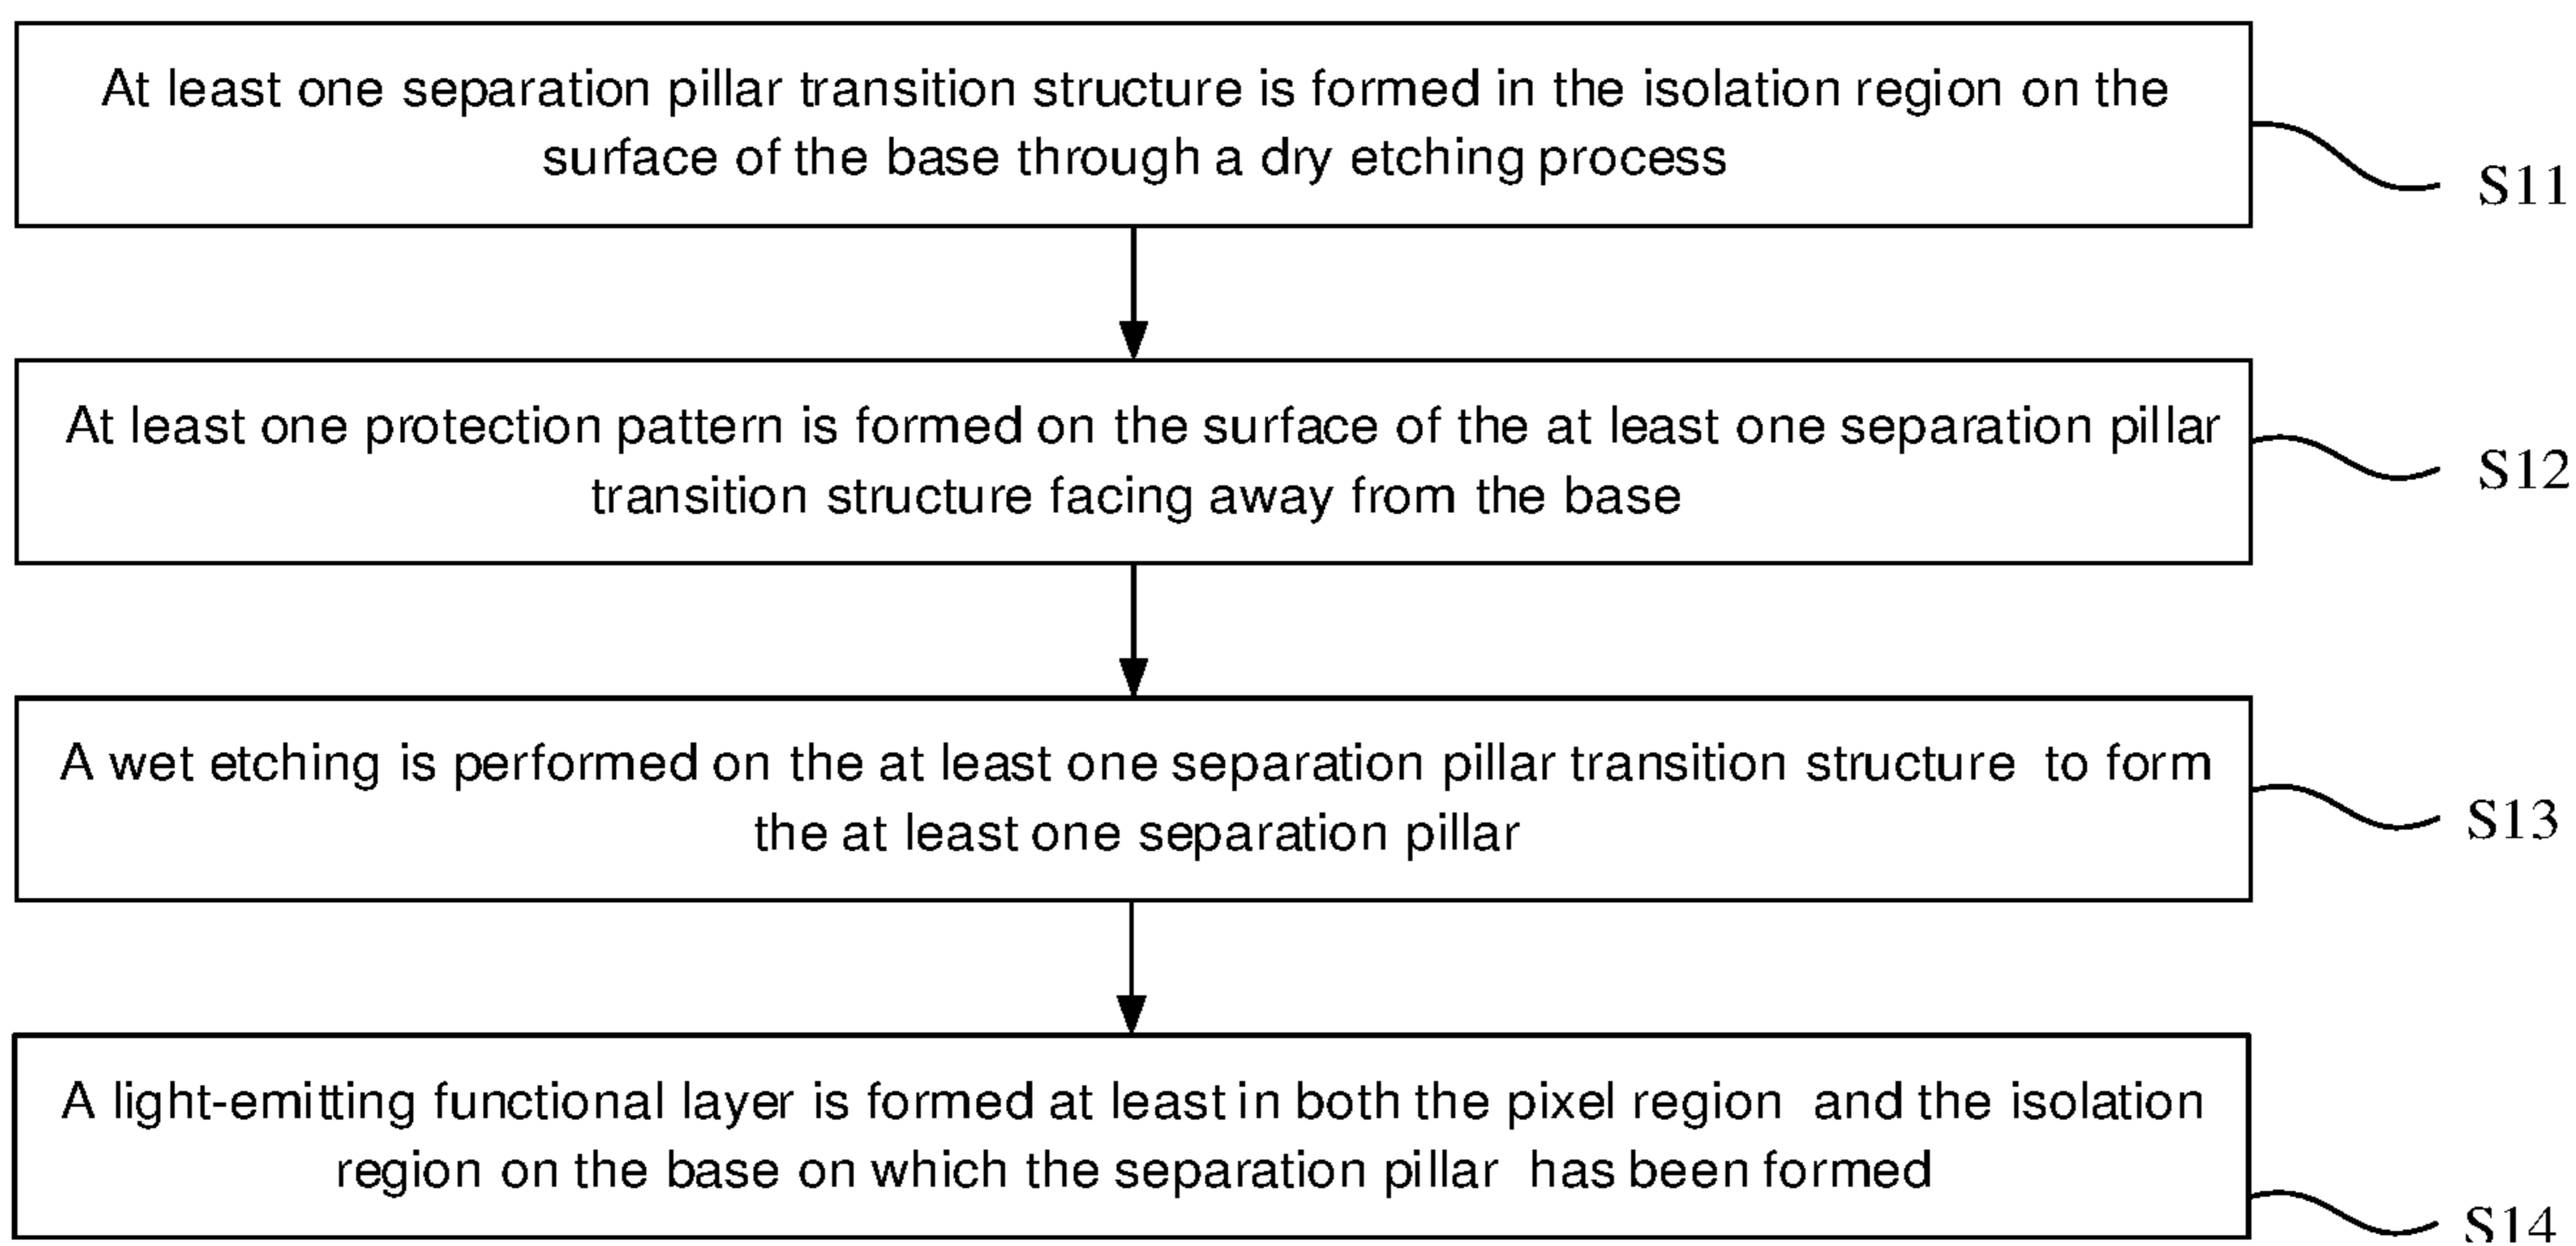 At least one separation pillar transition structure is formed in the isolation region on the
surface of the base through a dry etching process
S11
At least one protection pattern is formed on the surface of the at least one separation pillar
transition structure facing away from the base
S12
A wet etching is performed on the at least one separation pillar transition structure to form
the at least one separation pillar
S13
A light-emitting functional layer is formed at least in both the pixel region and the isolation
region on the base on which the separation pillar has been formed
S14